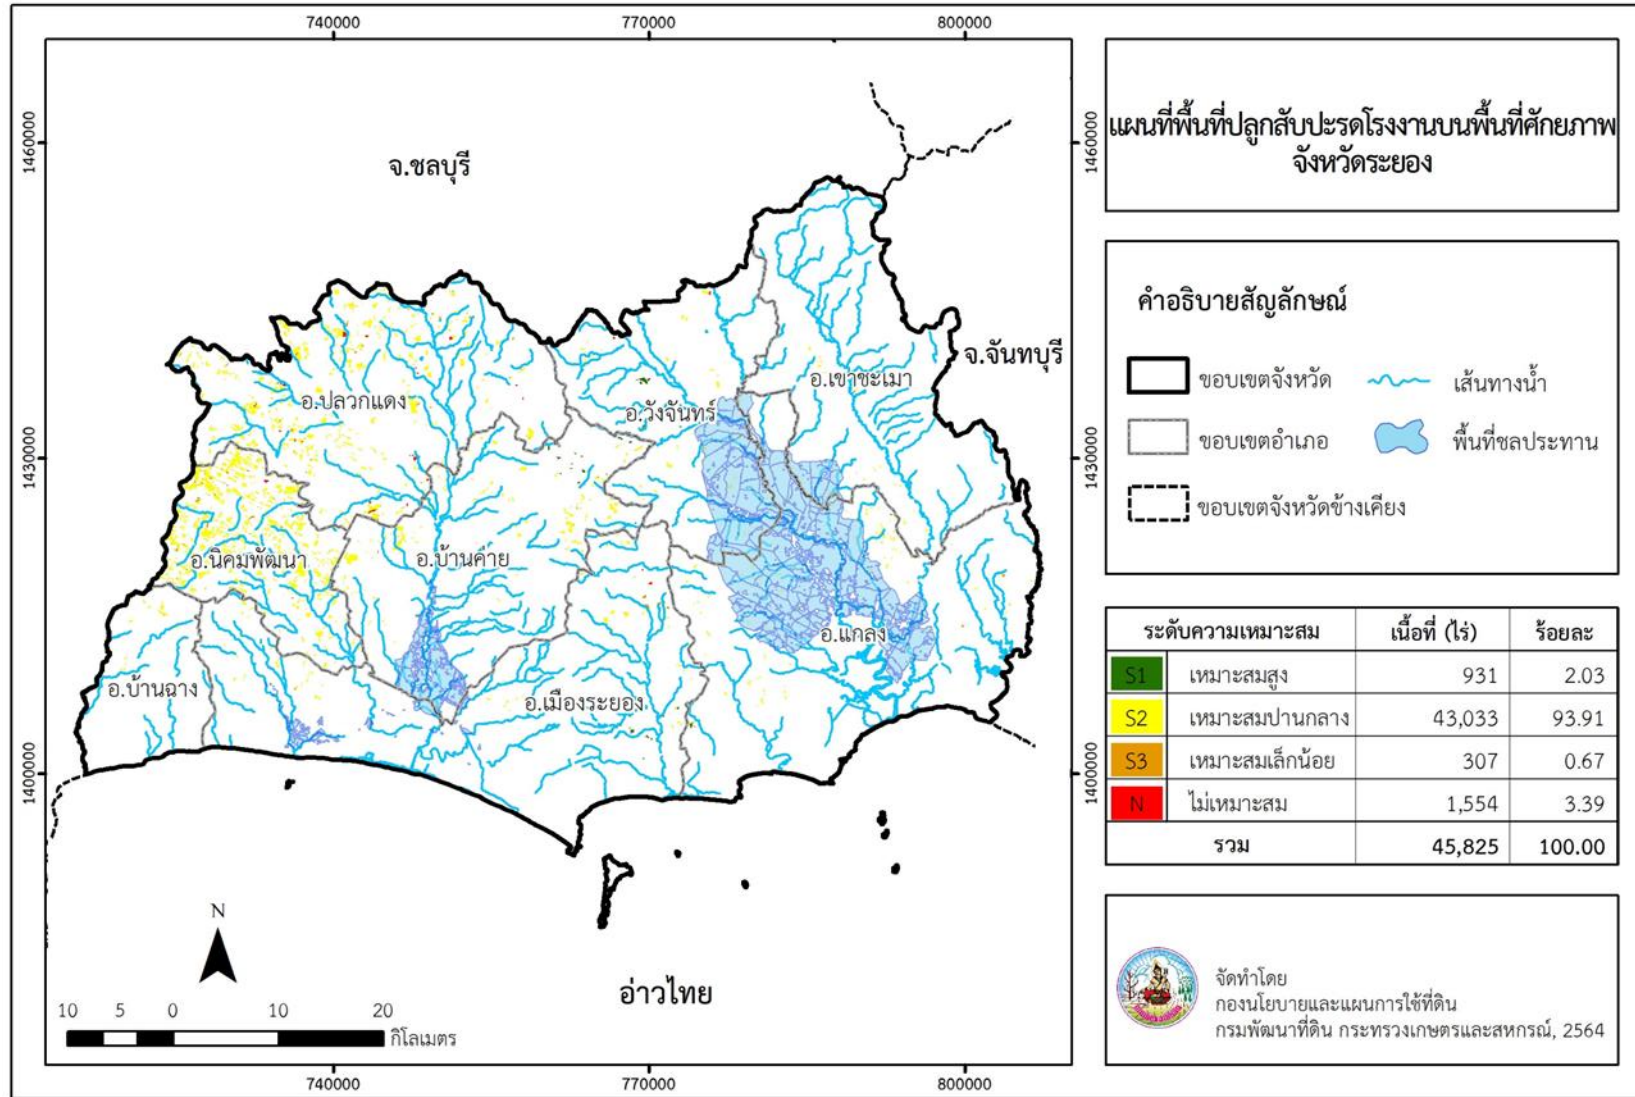 740000
770000
800000
1460000
1430000
1400000
1460000
1430000
1400000
จ.ชลบุรี
จ.จันทบุรี
อ.เขาชะเมา
อ.ปลวกแดง
อ.วังจันทร์
อ.นิคมพัฒนา
อ.บ้านค่าย
อ.แกลง
อ.บ้านฉาง
อ.เมืองระยอง
อ่าวไทย
N
10 5 0 10 20
กิโลเมตร
740000
770000
800000
แผนที่พื้นที่ปลูกสับปะรดโรงงานบนพื้นที่ศักยภาพ
จังหวัดระยอง
คำอธิบายสัญลักษณ์
ขอบเขตจังหวัด เส้นทางน้ำ
ขอบเขตอำเภอ พื้นที่ชลประทาน
ขอบเขตจังหวัดข้างเคียง
ระดับความเหมาะสม เนื้อที่ (ไร่) ร้อยละ
S1 เหมาะสมสูง 931 2.03
S2 เหมาะสมปานกลาง 43,033 93.91
S3 เหมาะสมเล็กน้อย 307 0.67
N ไม่เหมาะสม 1,554 3.39
รวม 45,825 100.00
จัดทำโดย
กองนโยบายและแผนการใช้ที่ดิน
กรมพัฒนาที่ดิน กระทรวงเกษตรและสหกรณ์, 2564